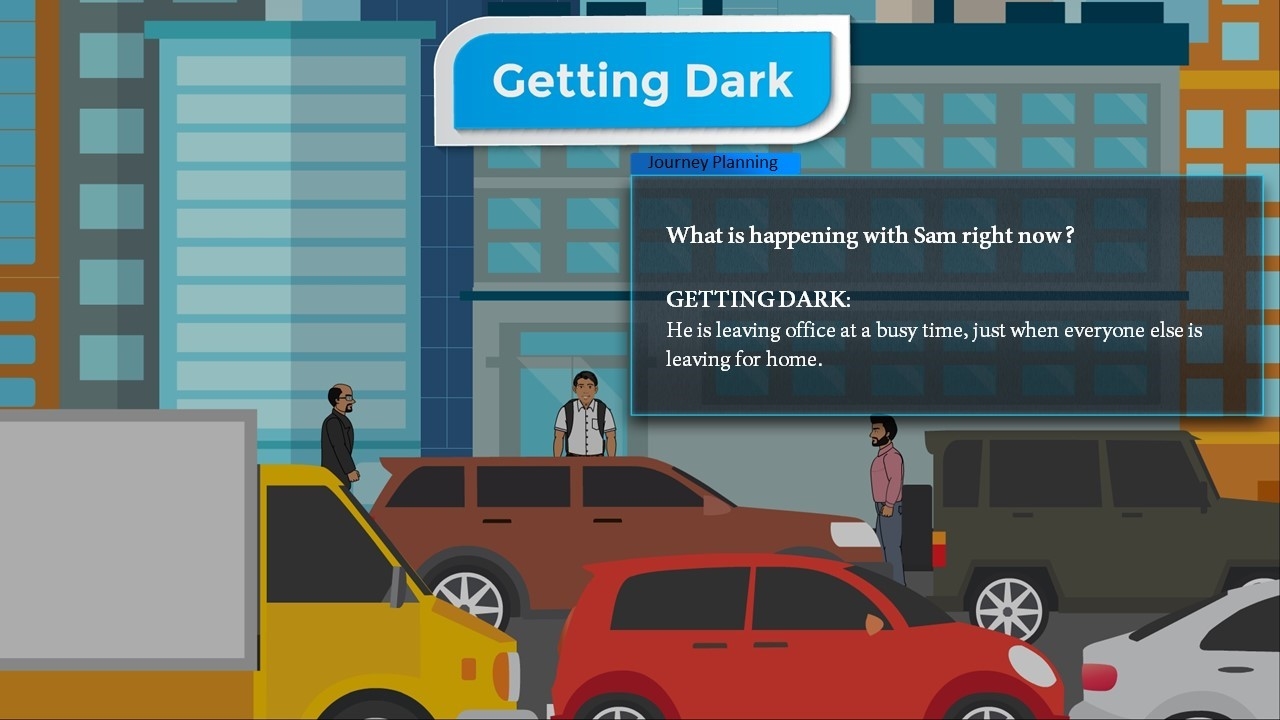 Getting Dark
Journey Planning
What is happening with Sam right now?
GETTING DARK:
He is leaving office at a busy time, just when everyone else is
leaving for home.